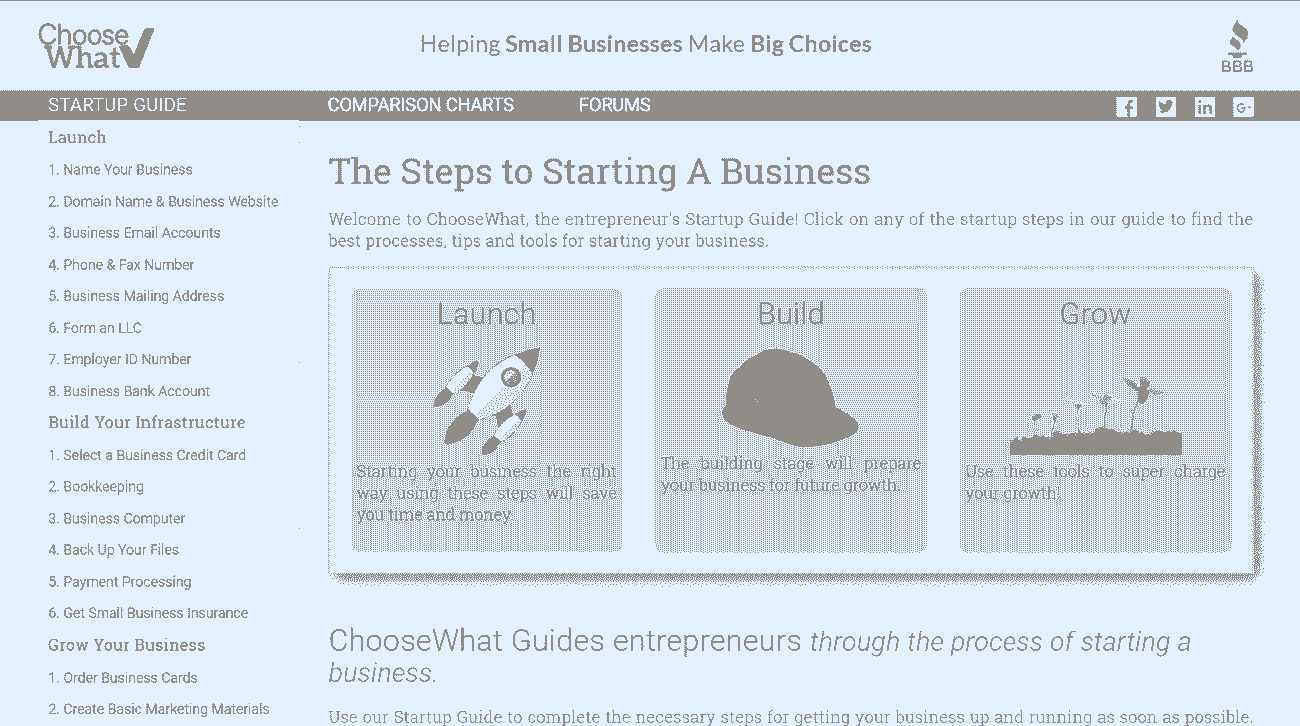 Choose
What
Helping Small Businesses Make Big Choices
BBB
STARTUP GUIDE
COMPARISON CHARTS
FORUMS
Launch
1. Name Your Business
2. Domain Name & Business Website
3. Business Email Accounts
4. Phone & Fax Number
5. Business Mailing Address
6. Form an LLC
7. Employer ID Number
8. Business Bank Account
Build Your Infrastructure
1. Select a Business Credit Card
2. Bookkeeping
3. Business Computer
4. Back Up Your Files
5. Payment Processing
6. Get Small Business Insurance
Grow Your Business
1. Order Business Cards
2. Create Basic Marketing Materials
The Steps to Starting A Business
Welcome to ChooseWhat, the entrepreneur's Startup Guide! Click on any of the startup steps in our guide to find the
best processes, tips and tools for starting your business.
Launch
Starting your business the right
way using these steps will save
you time and money.
Build
The building stage will prepare
your business for future growth.
Grow
Use these tools to super charge
your growth!
ChooseWhat Guides entrepreneurs through the process of starting a
business.
Use our Startup Guide to complete the necessary steps for getting your business up and running as soon as possible.